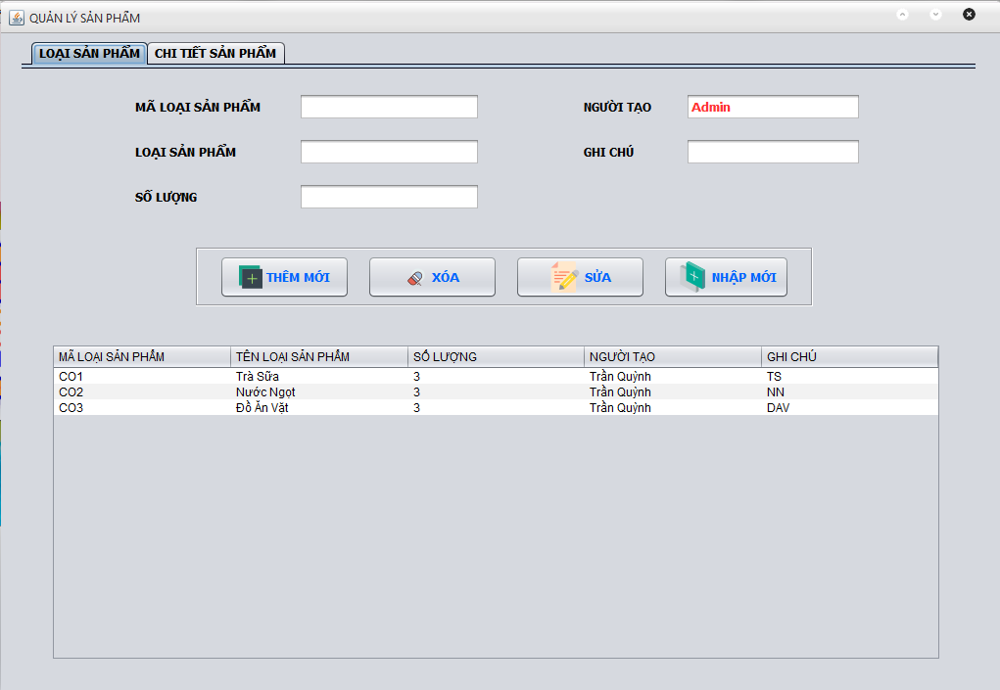 QUẢN LÝ SẢN PHẨM
LOẠI SẢN PHẨM CHI TIẾT SẢN PHẨM
MÃ LOẠI SẢN PHẨM NGƯỜI TẠO Admin
LOẠI SẢN PHẨM GHI CHÚ
SỐ LƯỢNG
THÊM MỚI XÓA SỬA NHẬP MỚI
MÃ LOẠI SẢN PHẨM TÊN LOẠI SẢN PHẨM SỐ LƯỢNG NGƯỜI TẠO GHI CHÚ
CO1 Trà Sữa 3 Trần Quỳnh TS
CO2 Nước Ngọt 3 Trần Quỳnh NN
CO3 Đồ Ăn Vặt 3 Trần Quỳnh DAV